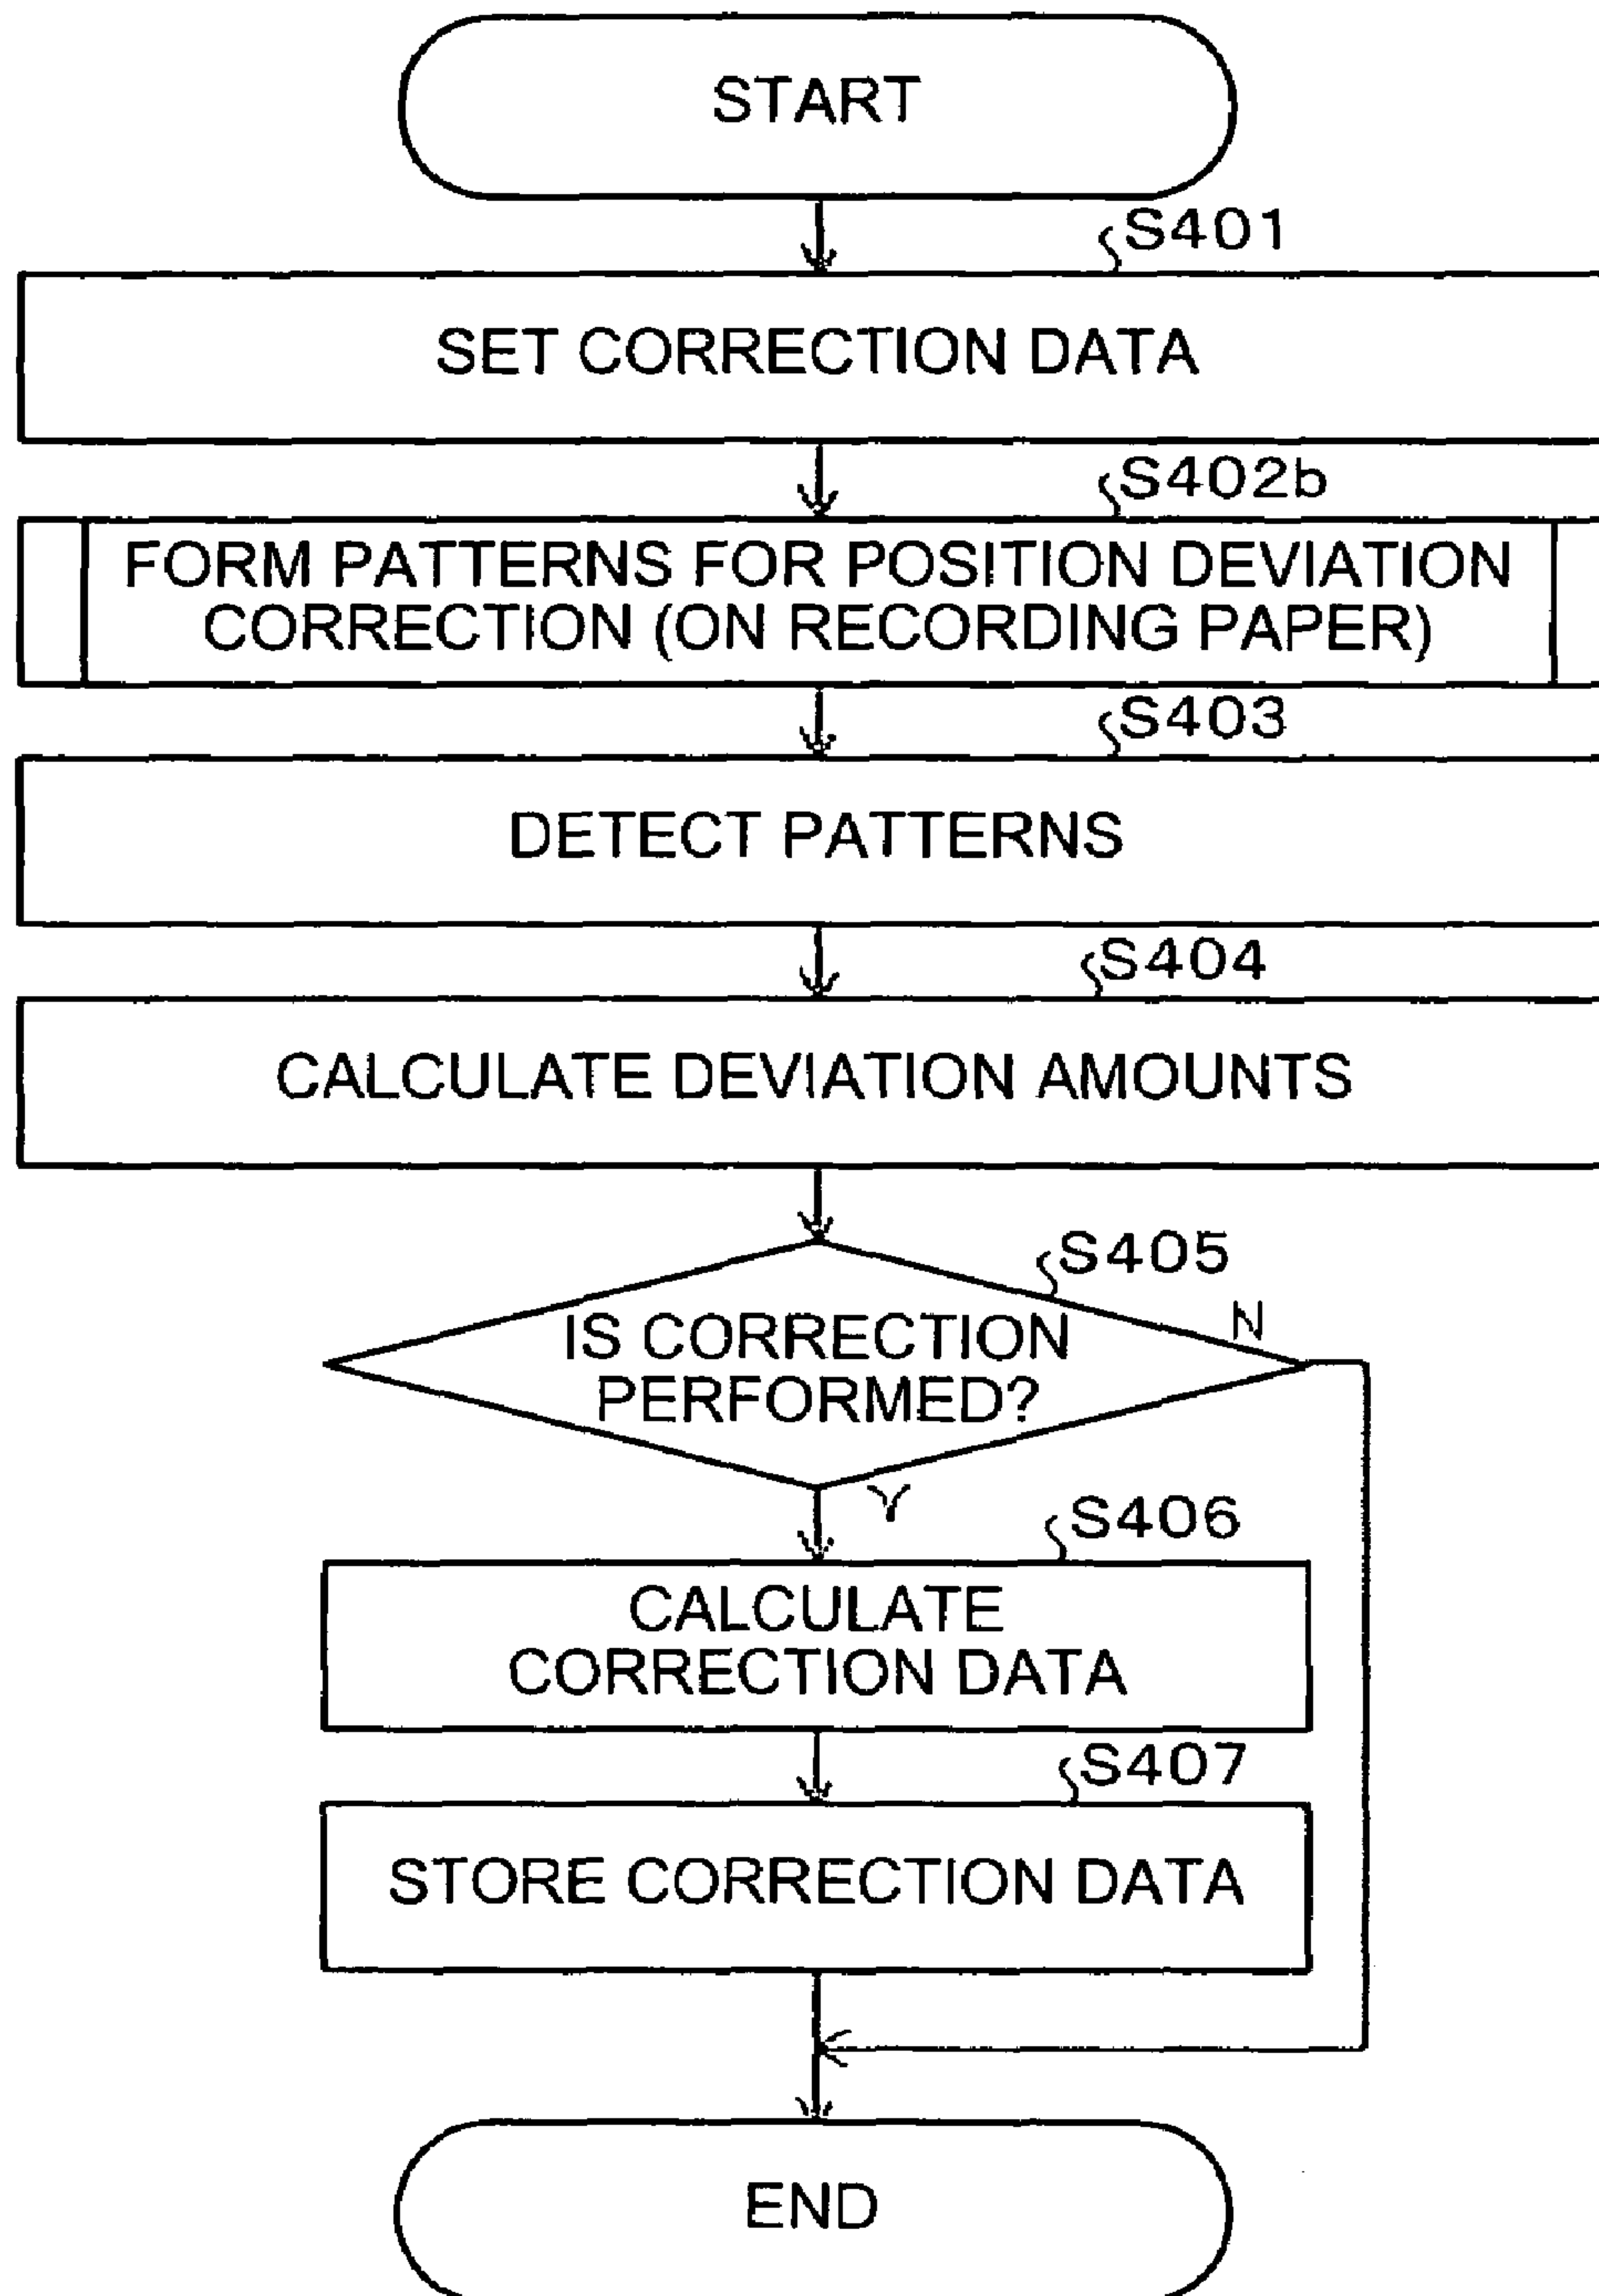 START
S401
SET CORRECTION DATA
S402b
FORM PATTERNS FOR POSITION DEVIATION
CORRECTION (ON RECORDING PAPER)
S403
DETECT PATTERNS
S404
CALCULATE DEVIATION AMOUNTS
S405
N
IS CORRECTION
PERFORMED?
Y
S406
CALCULATE
CORRECTION DATA
S407
STORE CORRECTION DATA
END